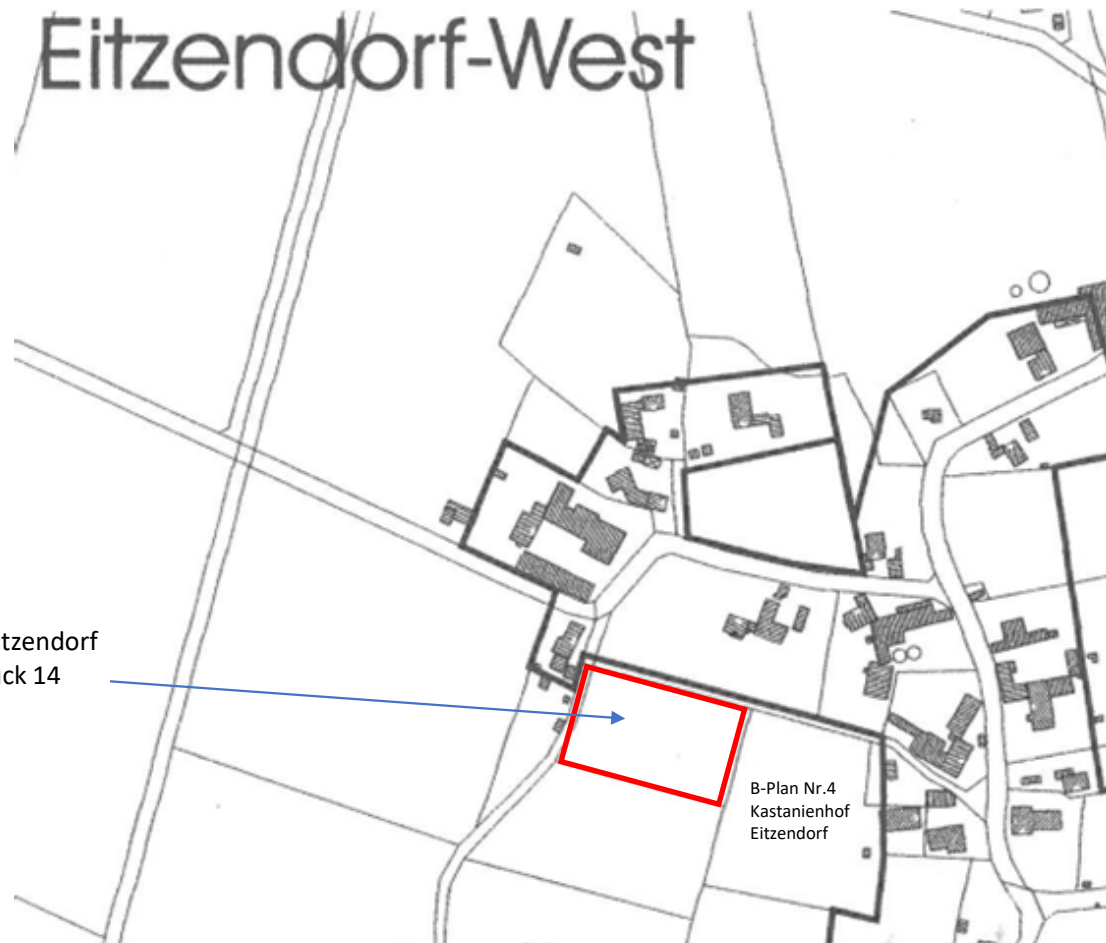 Eitzendorf-West
tzendorf
ck 14
B-Plan Nr.4
Kastanienhof
Eitzendorf